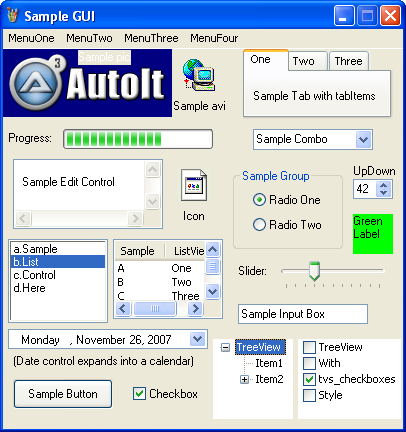 Sample GUI
MenuOne MenuTwo MenuThree MenuFour
Sample pic
3
AutoIt
Sample avi
One Two Three
Sample Tab with tabItems
Progress:
Sample Combo
Sample Edit Control
Icon
Sample Group
Radio One
Radio Two
UpDown
42
Green
Label
a.Sample
b.List
c.Control
d.Here
Sample ListVie
A One
B Two
C Three
Slider:
Sample Input Box
Monday , November 26, 2007
(Date control expands into a calendar)
Sample Button
Checkbox
TreeView
Item1
Item2
TreeView
With
tvs_checkboxes
Style